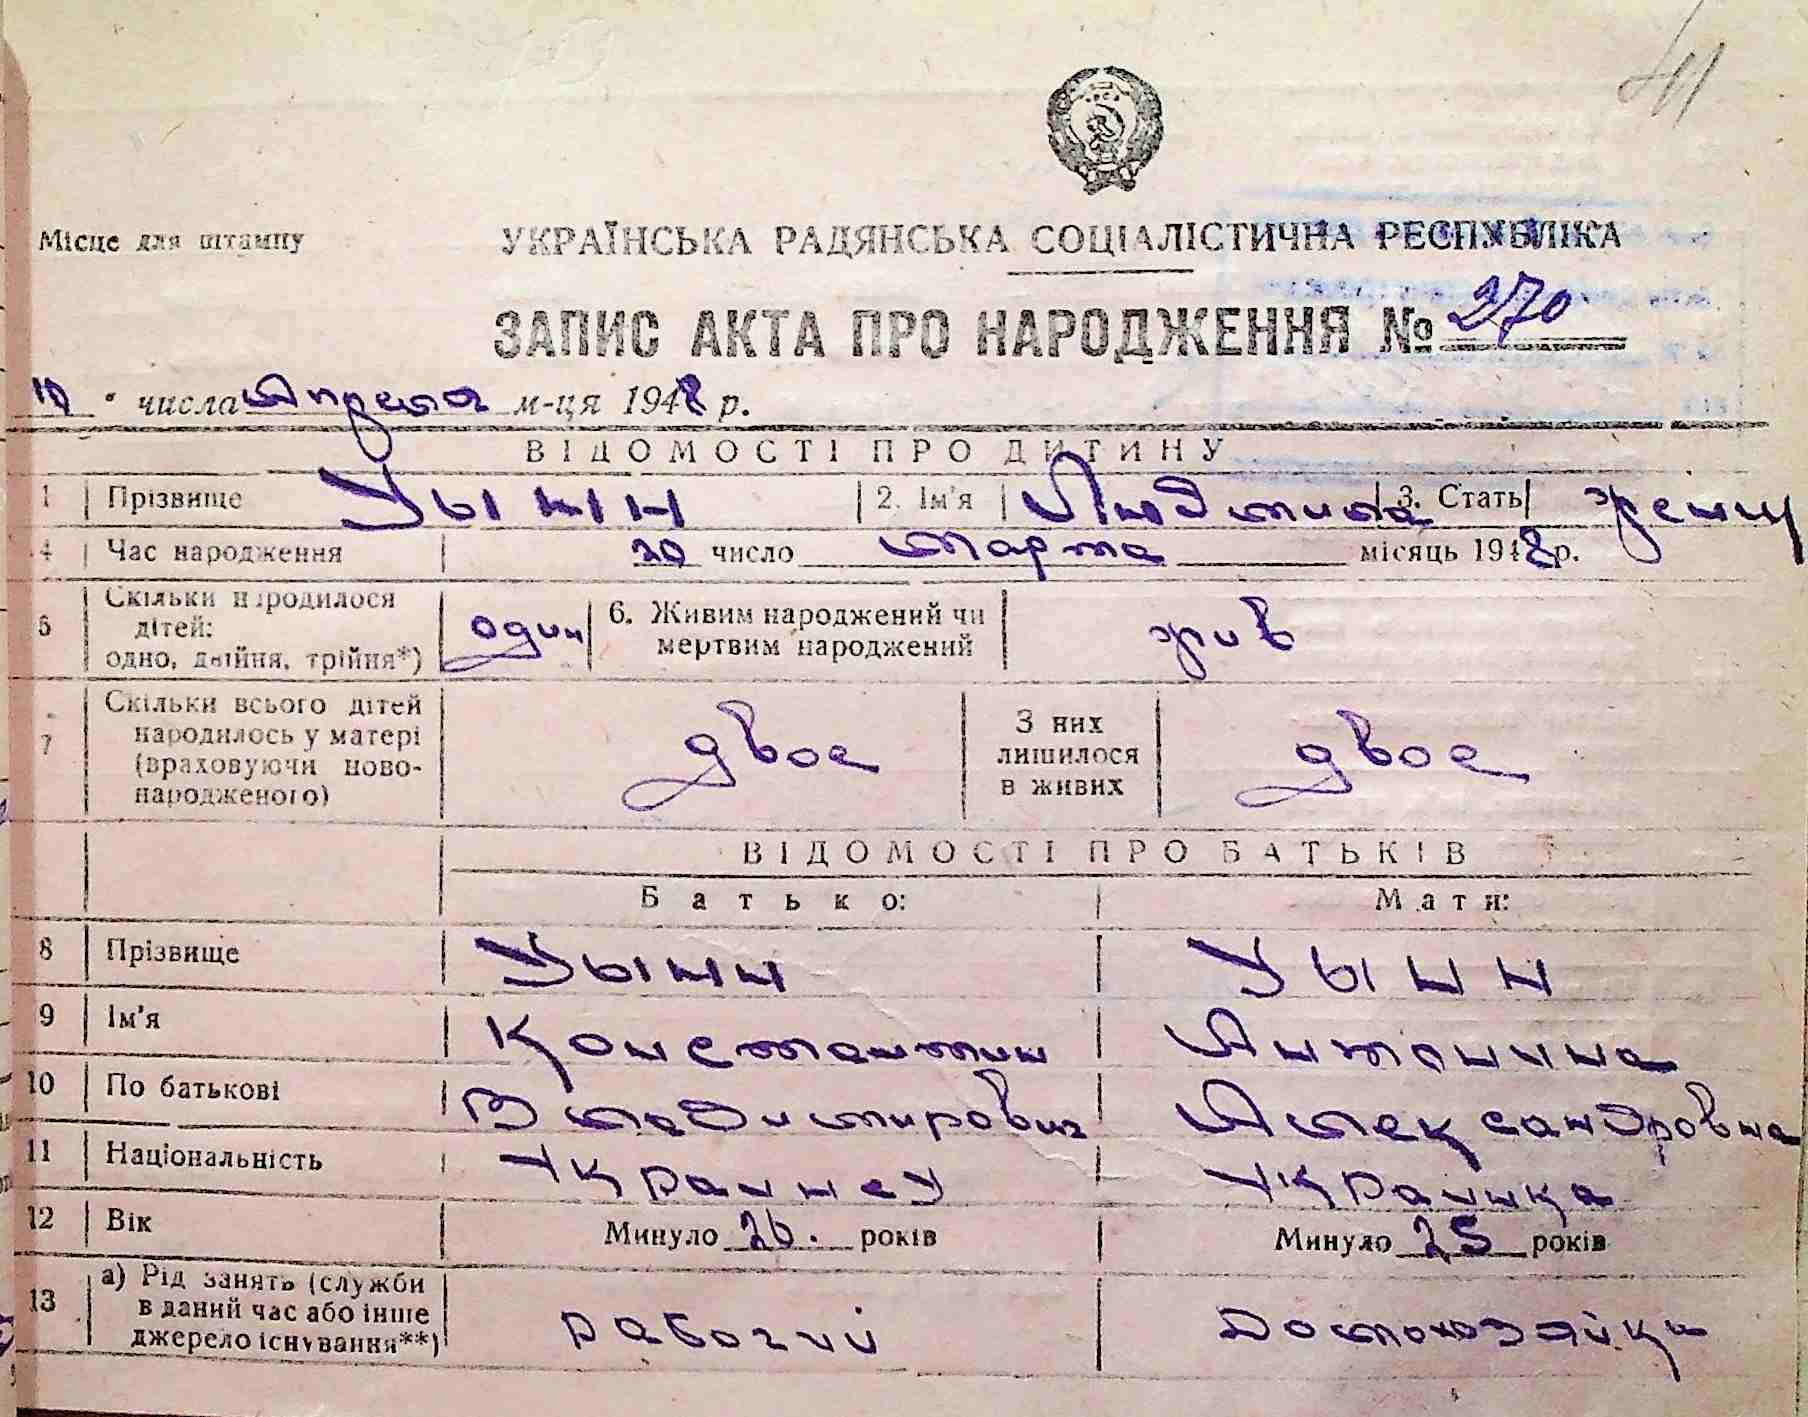 Місце для штампу
УКРАЇНСЬКА РАДЯНСЬКА СОЦІАЛІСТИЧНА РЕСПУБЛІКА
ЗАПИС АКТА ПРО НАРОДЖЕННЯ № 270
10 числа Апреля м-ця 1948 р.
ВІДОМОСТІ ПРО ДИТИНУ
1 Прізвище Уынн 2. Ім'я Людмила 3. Стать женщ
4 Час народження 20 число марта місяць 1948 р.
5 Скільки народилося дітей: одно, двійня, трійня*) один 6. Живим народжений чи мертвим народжений жив
7 Скільки всього дітей народилось у матері (враховуючи новонародженого) двое З них лишилося в живих двое
ВІДОМОСТІ ПРО БАТЬКІВ
Батько: Мати:
8 Прізвище Уынн Уынн
9 Ім'я Константин Антонина
10 По батькові Владимирович Александровна
11 Національність Украинец Украинка
12 Вік Минуло 26. років Минуло 25 років
13 а) Рід занять (служби в даний час або інше джерело існування**) рабочий домохозяйка